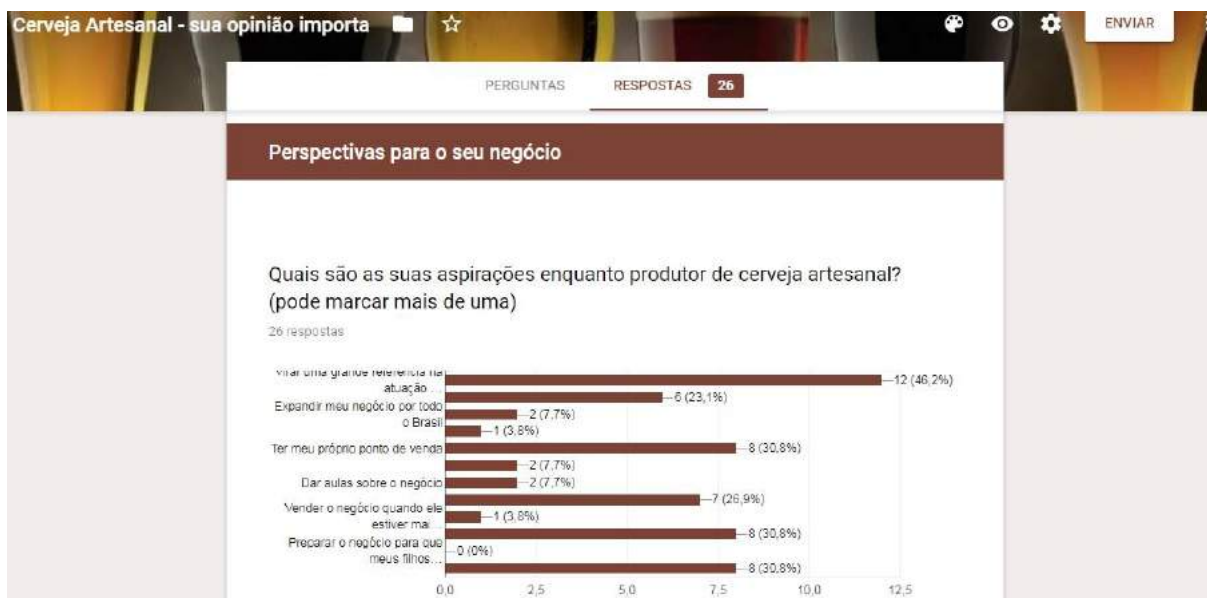 Cerveja Artesanal - sua opinião importa
ENVIAR
PERGUNTAS
RESPOSTAS 26
Perspectivas para o seu negócio
Quais são as suas aspirações enquanto produtor de cerveja artesanal?
(pode marcar mais de uma)
26 respostas
Virar uma grande referência na
atuação ...
12 (46,2%)
6 (23,1%)
Expandir meu negócio por todo
o Brasil
2 (7,7%)
1 (3,8%)
Ter meu próprio ponto de venda
8 (30,8%)
2 (7,7%)
Dar aulas sobre o negócio
2 (7,7%)
7 (26,9%)
Vender o negócio quando ele
estiver mai...
1 (3,8%)
8 (30,8%)
Preparar o negócio para que
meus filhos...
0 (0%)
8 (30,8%)
0,0 2,5 5,0 7,5 10,0 12,5